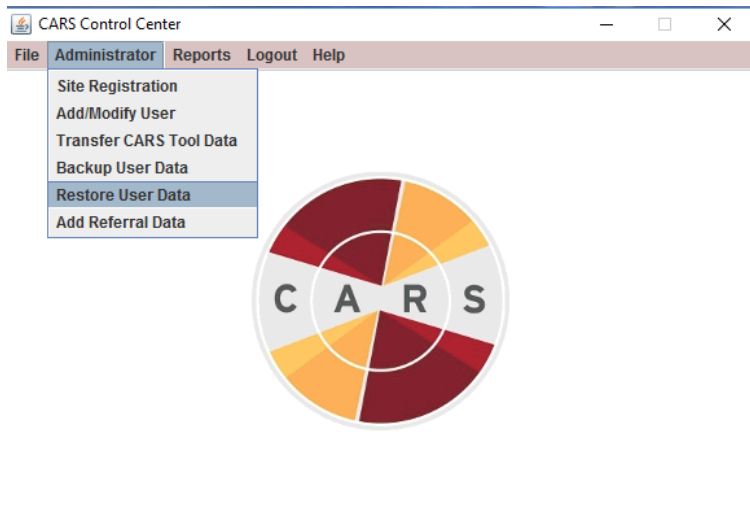 CARS Control Center
File Administrator Reports Logout Help
Site Registration
Add/Modify User
Transfer CARS Tool Data
Backup User Data
Restore User Data
Add Referral Data
C A R S